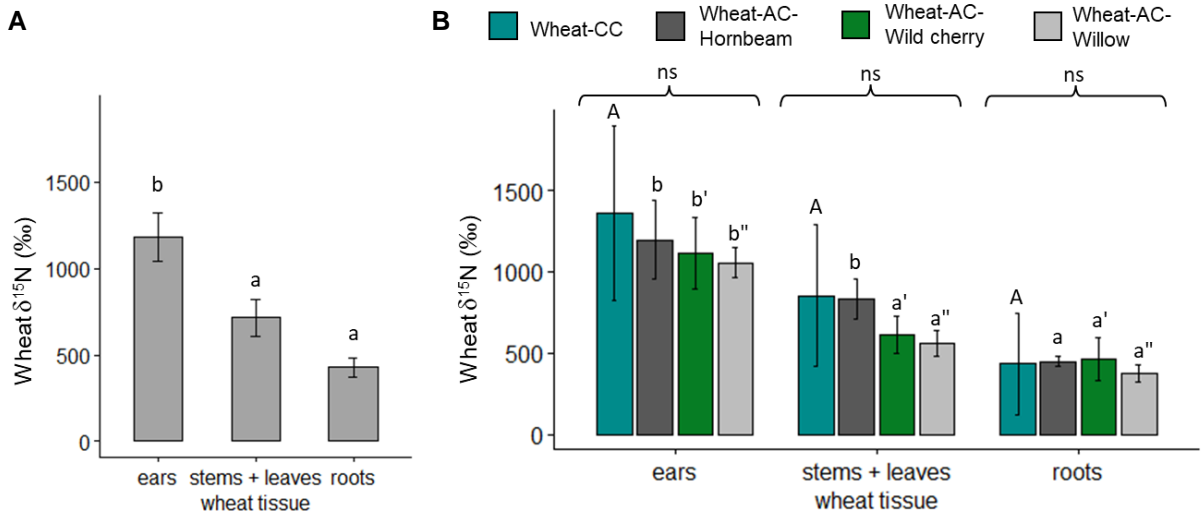 A
Wheat δ¹⁵N (‰)
1500
1000
500
0
b
a
a
ears
stems + leaves
roots
wheat tissue
B
Wheat-CC
Wheat-AC-
Hornbeam
Wheat-AC-
Wild cherry
Wheat-AC-
Willow
ns
ns
ns
Wheat δ¹⁵N (‰)
1500
1000
500
0
A
b
b'
b"
A
b
a'
a"
A
a
a'
a"
ears
stems + leaves
roots
wheat tissue